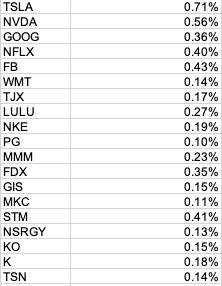 TSLA 0.71%
NVDA 0.56%
GOOG 0.36%
NFLX 0.40%
FB 0.43%
WMT 0.14%
TJX 0.17%
LULU 0.27%
NKE 0.19%
PG 0.10%
MMM 0.23%
FDX 0.35%
GIS 0.15%
MKC 0.11%
STM 0.41%
NSRGY 0.13%
KO 0.15%
K 0.18%
TSN 0.14%